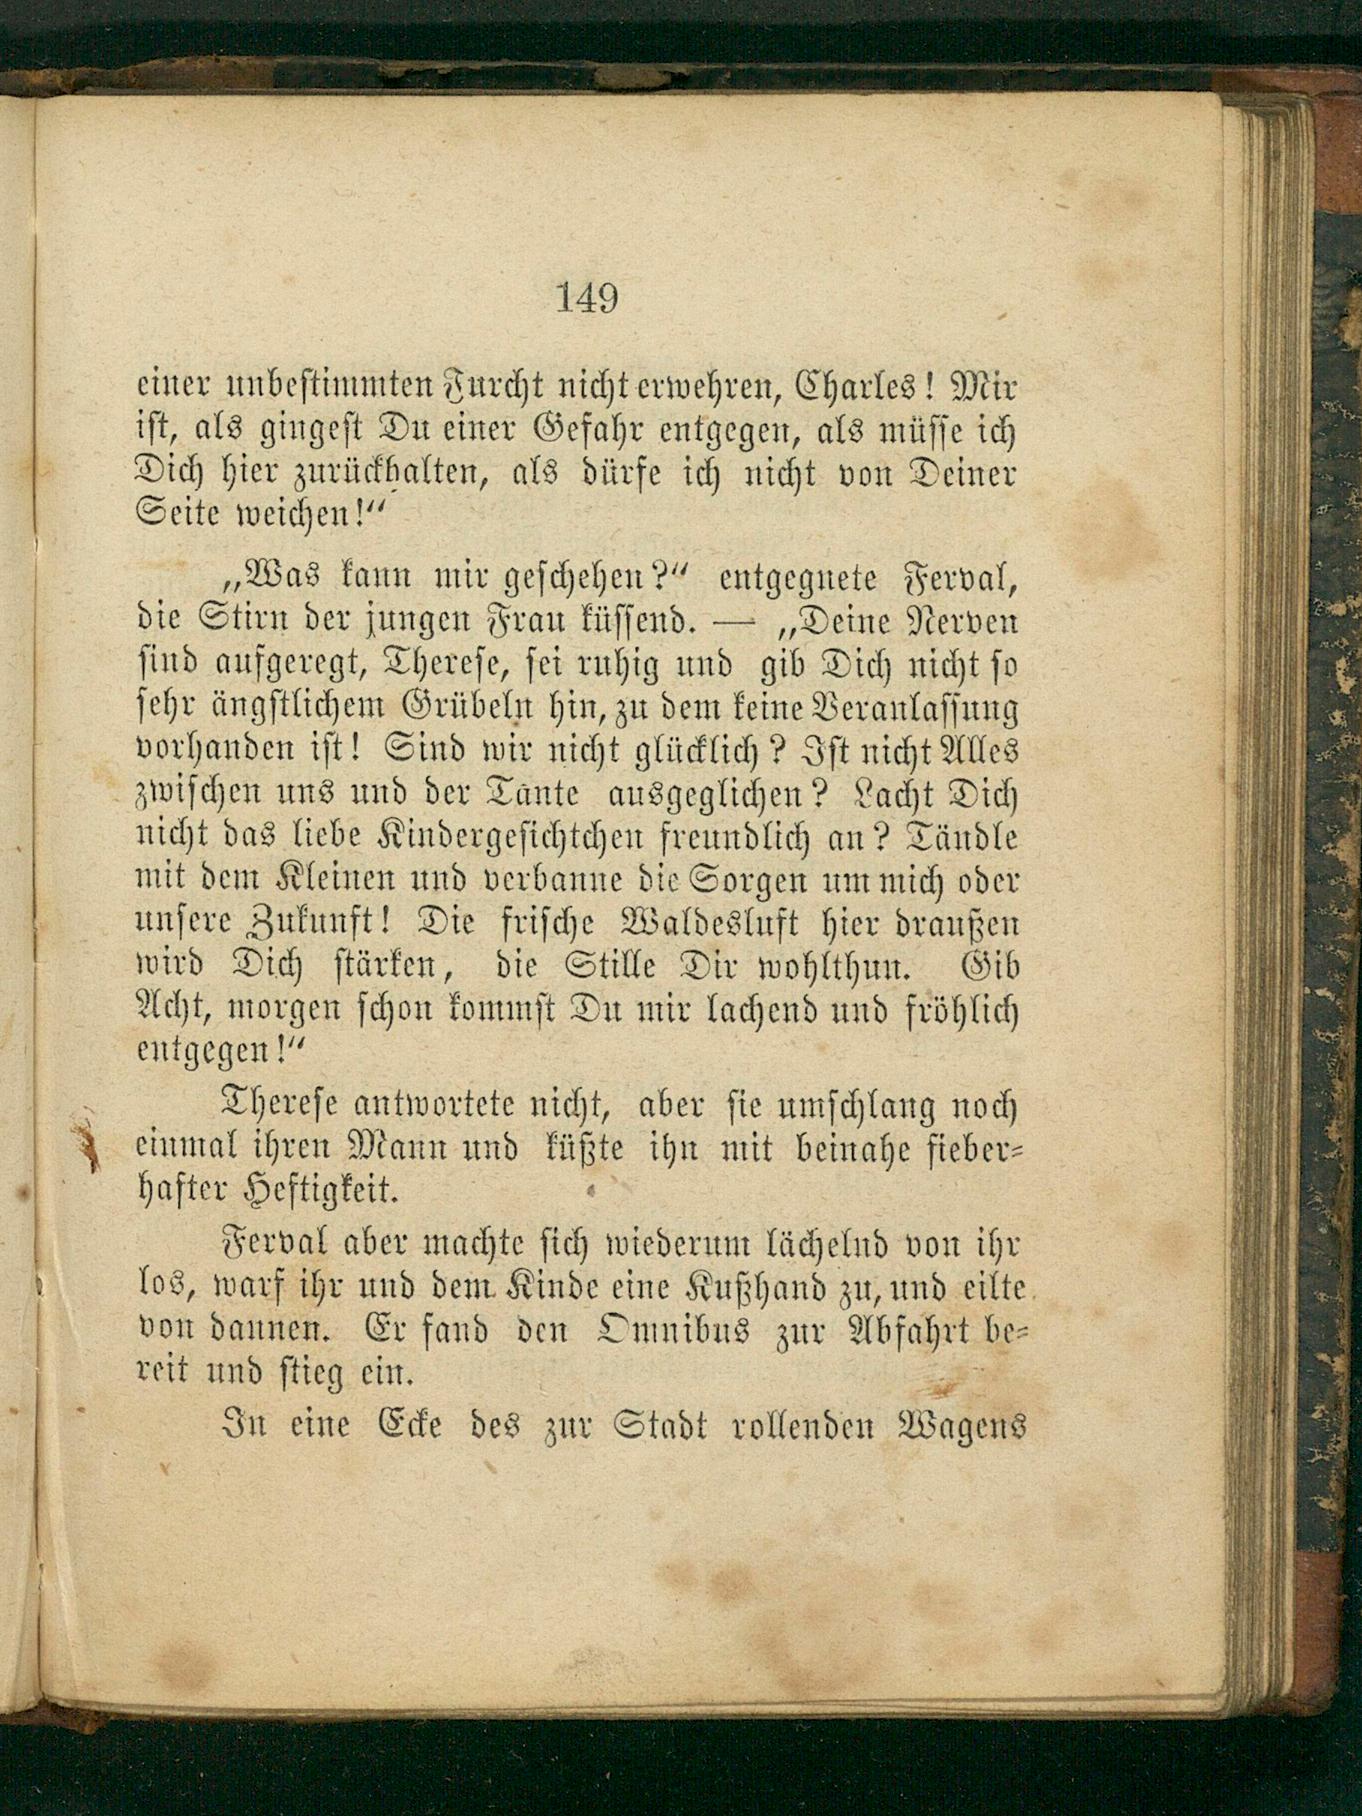 149
einer unbestimmten Furcht nicht erwehren, Charles! Mir
ist, als gingest Du einer Gefahr entgegen, als müsse ich
Dich hier zurückhalten, als dürfe ich nicht von Deiner
Seite weichen!“
„Was kann mir geschehen?“ entgegnete Ferval,
die Stirn der jungen Frau küssend. — „Deine Nerven
sind aufgeregt, Therese, sei ruhig und gib Dich nicht so
sehr ängstlichem Grübeln hin, zu dem keine Veranlassung
vorhanden ist! Sind wir nicht glücklich? Ist nicht Alles
zwischen uns und der Tante ausgeglichen? Lacht Dich
nicht das liebe Kindergesichtchen freundlich an? Tändle
mit dem Kleinen und verbanne die Sorgen um mich oder
unsere Zukunft! Die frische Waldesluft hier draußen
wird Dich stärken, die Stille Dir wohlthun. Gib
Acht, morgen schon kommst Du mir lachend und fröhlich
entgegen!“
Therese antwortete nicht, aber sie umschlang noch
einmal ihren Mann und küßte ihn mit beinahe fieber-
hafter Heftigkeit.
Ferval aber machte sich wiederum lächelnd von ihr
los, warf ihr und dem Kinde eine Kußhand zu, und eilte
von dannen. Er fand den Omnibus zur Abfahrt be-
reit und stieg ein.
In eine Ecke des zur Stadt rollenden Wagens